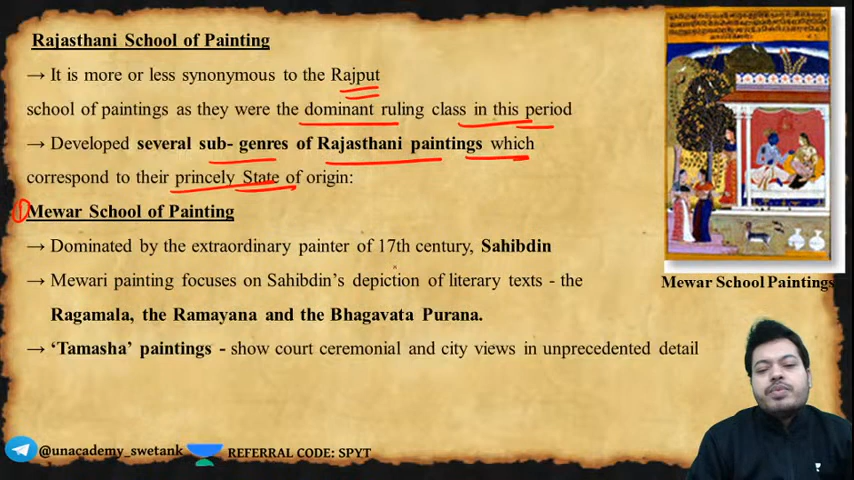 Rajasthani School of Painting
→ It is more or less synonymous to the Rajput
school of paintings as they were the dominant ruling class in this period
→ Developed several sub- genres of Rajasthani paintings which
correspond to their princely State of origin:
1 Mewar School of Painting
→ Dominated by the extraordinary painter of 17th century, Sahibdin
→ Mewari painting focuses on Sahibdin's depiction of literary texts - the
Ragamala, the Ramayana and the Bhagavata Purana.
→ 'Tamasha' paintings - show court ceremonial and city views in unprecedented detail
Mewar School Paintings
@unacademy_swetank
REFERRAL CODE: SPYT